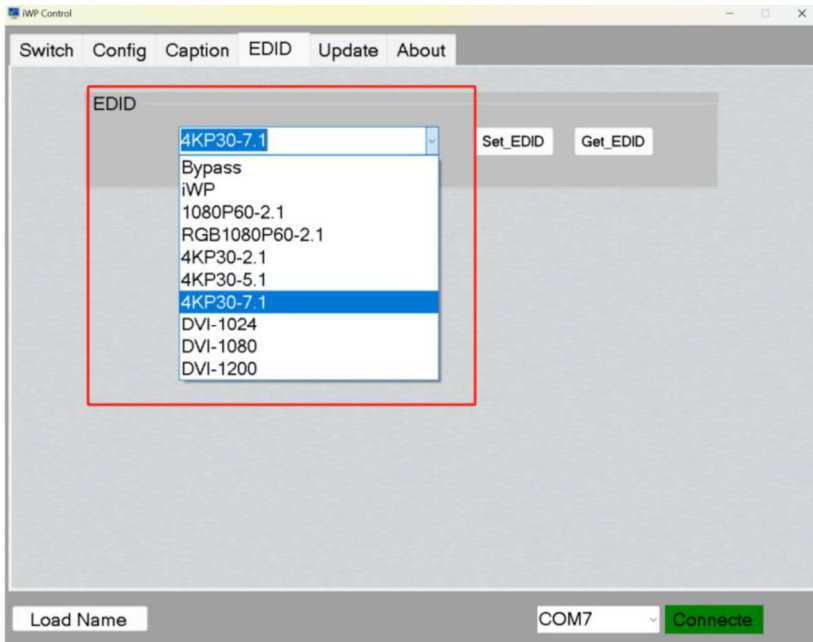 iWP Control
Switch Config Caption EDID Update About
EDID
4KP30-7.1 Set_EDID Get_EDID
Bypass
iWP
1080P60-2.1
RGB1080P60-2.1
4KP30-2.1
4KP30-5.1
4KP30-7.1
DVI-1024
DVI-1080
DVI-1200
Load Name COM7 Connecte